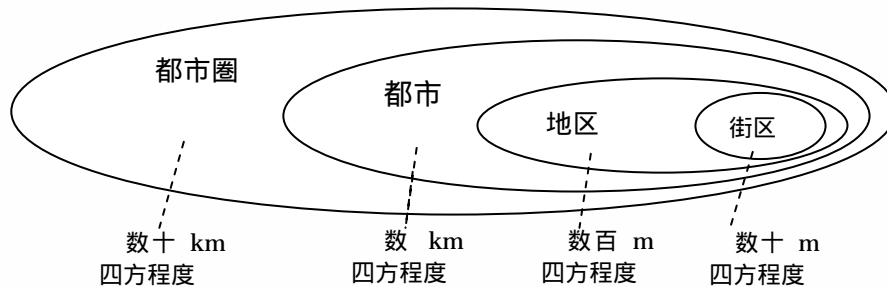 都市圏
都市
地区
街区
数十 km
四方程度
数 km
四方程度
数百 m
四方程度
数十 m
四方程度